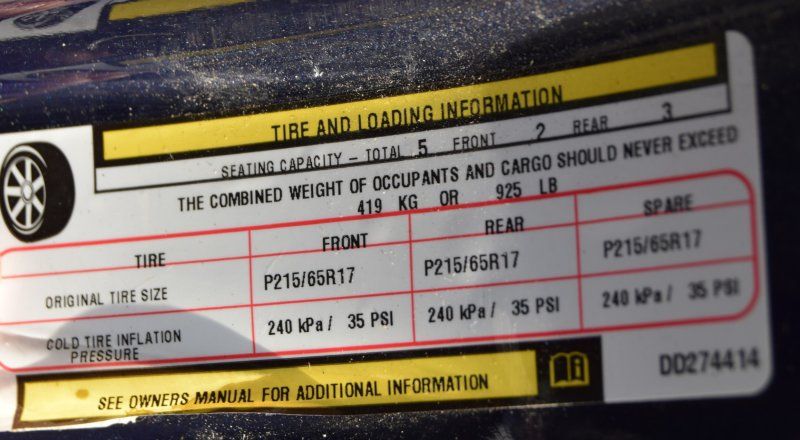 TIRE AND LOADING INFORMATION
SEATING CAPACITY – TOTAL 5 FRONT 2 REAR 3
THE COMBINED WEIGHT OF OCCUPANTS AND CARGO SHOULD NEVER EXCEED
419 KG OR 925 LB
TIRE FRONT REAR SPARE
ORIGINAL TIRE SIZE P215/65R17 P215/65R17 P215/65R17
COLD TIRE INFLATION PRESSURE 240 kPa / 35 PSI 240 kPa / 35 PSI 240 kPa / 35 PSI
SEE OWNERS MANUAL FOR ADDITIONAL INFORMATION
DD274414